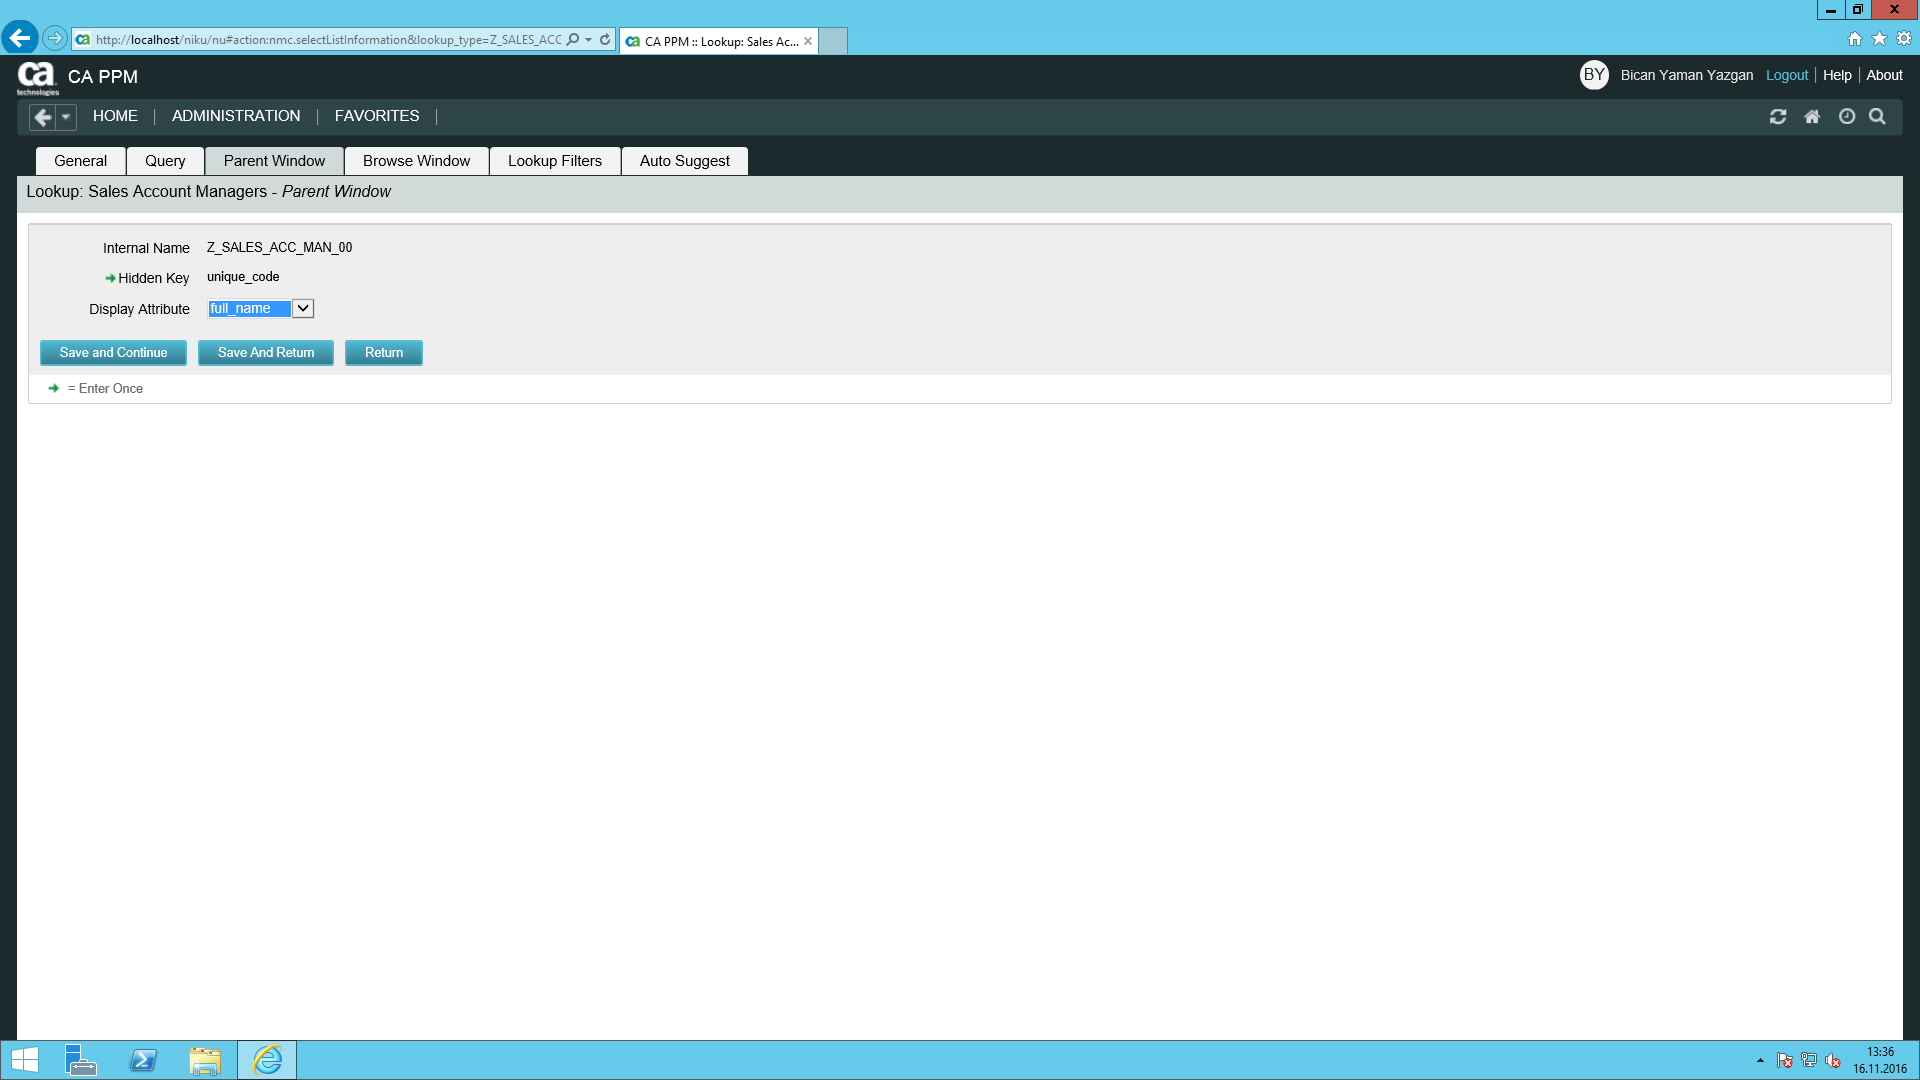 http://localhost/niku/nu#action:nmc.selectListInformation&lookup_type=Z_SALES_ACC
CA PPM :: Lookup: Sales Ac...
ca
technologies
CA PPM
BY
Bican Yaman Yazgan
Logout
Help
About
HOME
ADMINISTRATION
FAVORITES
General
Query
Parent Window
Browse Window
Lookup Filters
Auto Suggest
Lookup: Sales Account Managers - Parent Window
Internal Name
Z_SALES_ACC_MAN_00
Hidden Key
unique_code
Display Attribute
full_name
Save and Continue
Save And Return
Return
= Enter Once
13:36
16.11.2016